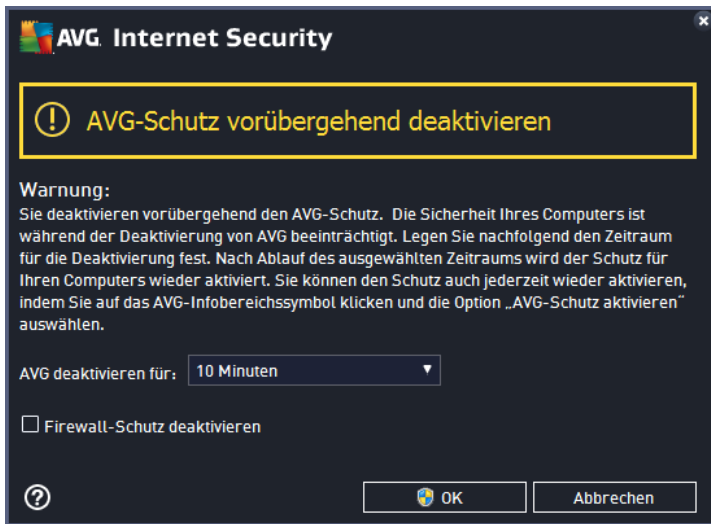 AVG Internet Security
AVG-Schutz vorübergehend deaktivieren
Warnung:
Sie deaktivieren vorübergehend den AVG-Schutz. Die Sicherheit Ihres Computers ist
während der Deaktivierung von AVG beeinträchtigt. Legen Sie nachfolgend den Zeitraum
für die Deaktivierung fest. Nach Ablauf des ausgewählten Zeitraums wird der Schutz für
Ihren Computers wieder aktiviert. Sie können den Schutz auch jederzeit wieder aktivieren,
indem Sie auf das AVG-Infobereichssymbol klicken und die Option „AVG-Schutz aktivieren“
auswählen.
AVG deaktivieren für: 10 Minuten
Firewall-Schutz deaktivieren
OK Abbrechen